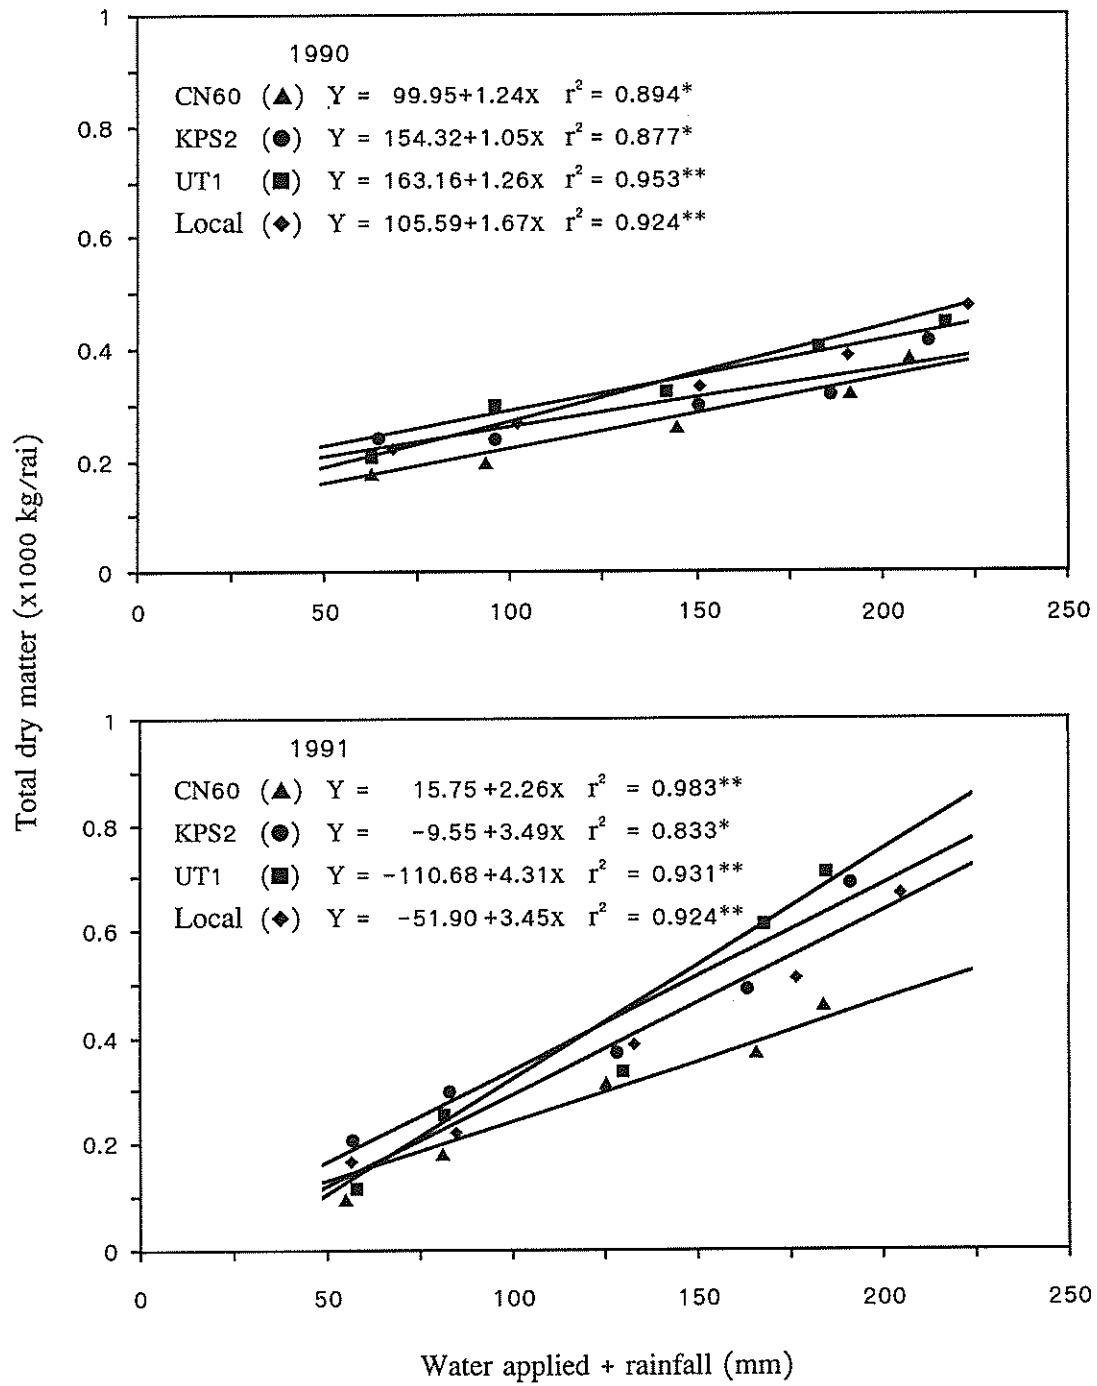 Total dry matter (x1000 kg/rai)
1
0.8
0.6
0.4
0.2
0
1990
CN60 (▲) Y = 99.95+1.24x r² = 0.894*
KPS2 (●) Y = 154.32+1.05x r² = 0.877*
UT1 (■) Y = 163.16+1.26x r² = 0.953**
Local (◆) Y = 105.59+1.67x r² = 0.924**
0 50 100 150 200 250
1
0.8
0.6
0.4
0.2
0
1991
CN60 (▲) Y = 15.75+2.26x r² = 0.983**
KPS2 (●) Y = -9.55+3.49x r² = 0.833*
UT1 (■) Y = -110.68+4.31x r² = 0.931**
Local (◆) Y = -51.90+3.45x r² = 0.924**
0 50 100 150 200 250
Water applied + rainfall (mm)